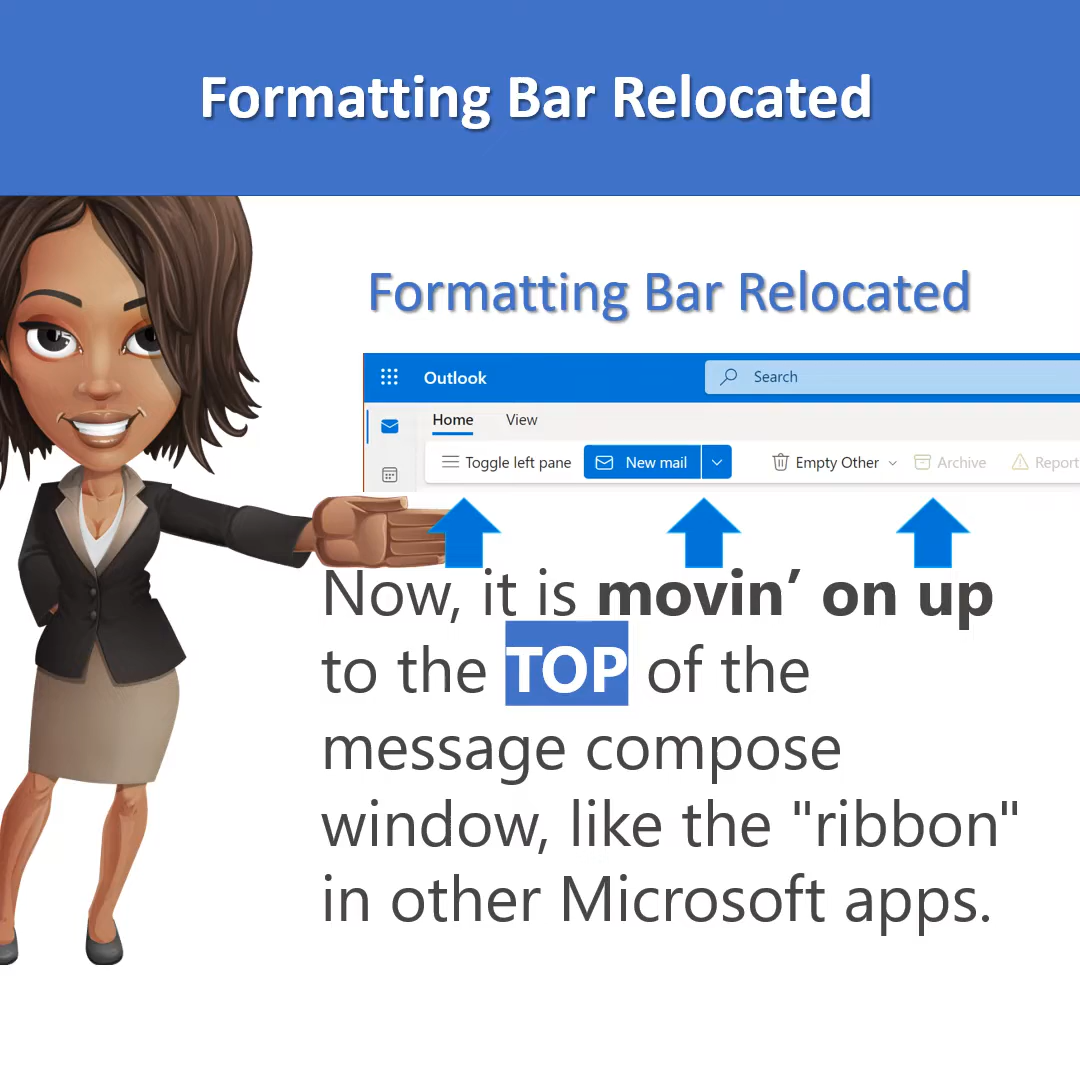 Formatting Bar Relocated
Formatting Bar Relocated
Outlook
Search
Home View
Toggle left pane New mail Empty Other Archive Report
Now, it is movin’ on up
to the TOP of the
message compose
window, like the "ribbon"
in other Microsoft apps.